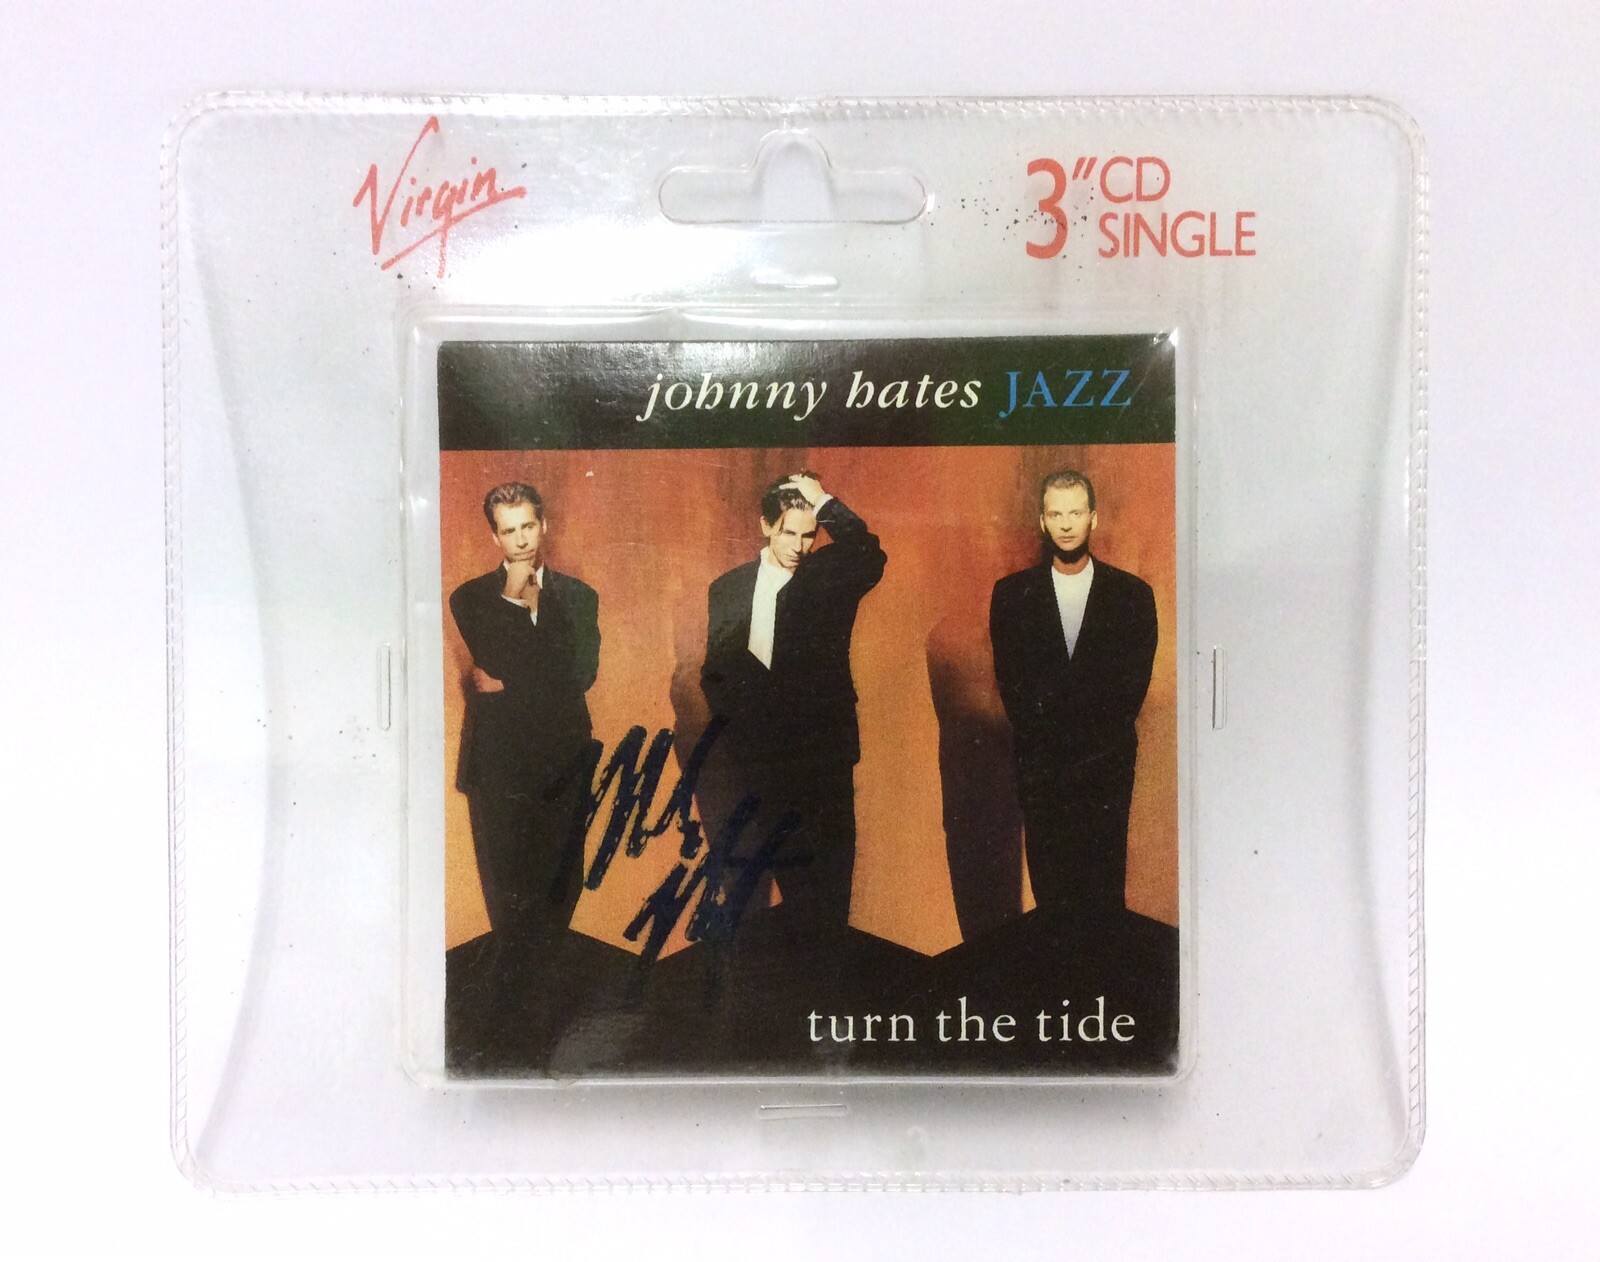 Virgin
3" CD
SINGLE
johnny hates JAZZ
turn the tide